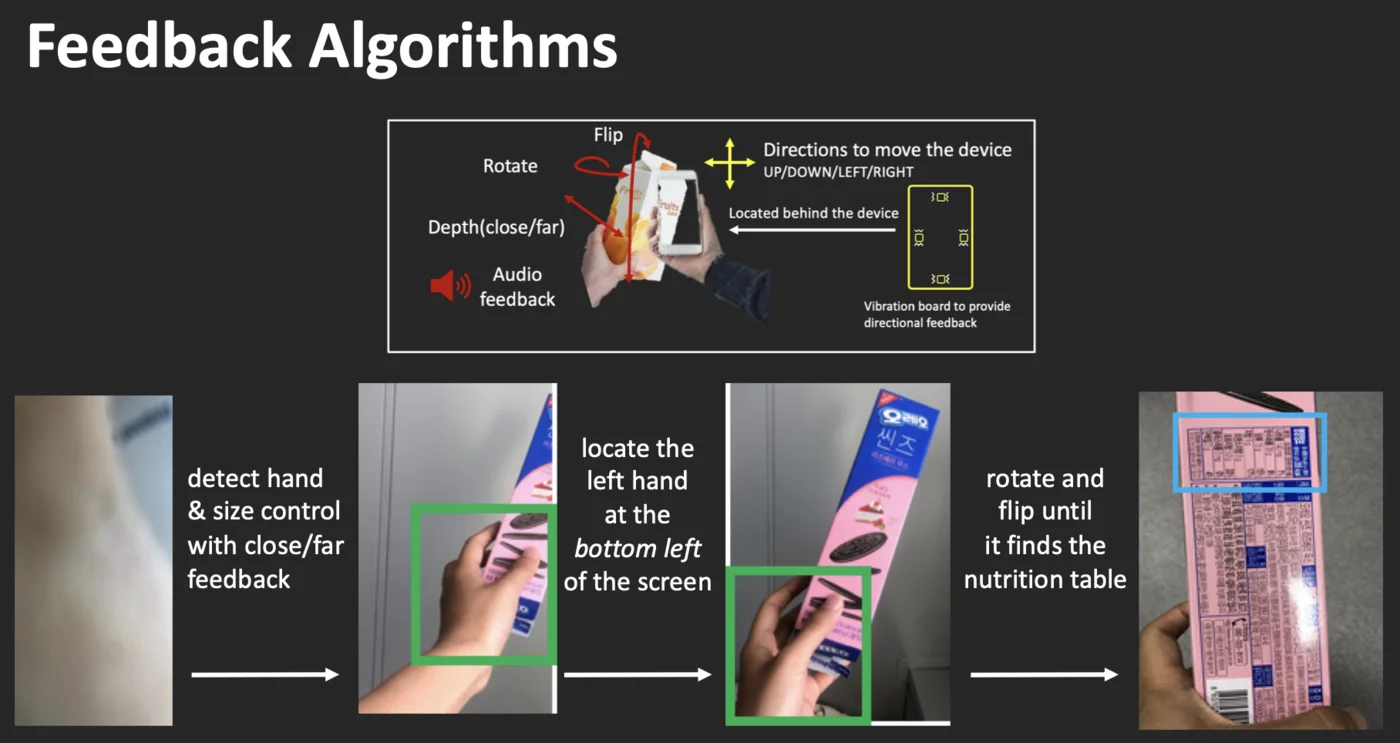 Feedback Algorithms
Flip
Rotate
Depth(close/far)
Audio
feedback
Directions to move the device
UP/DOWN/LEFT/RIGHT
Located behind the device
Vibration board to provide
directional feedback
detect hand
& size control
with close/far
feedback
locate the
left hand
at the
bottom left
of the screen
오레오
씬즈
rotate and
flip until
it finds the
nutrition table